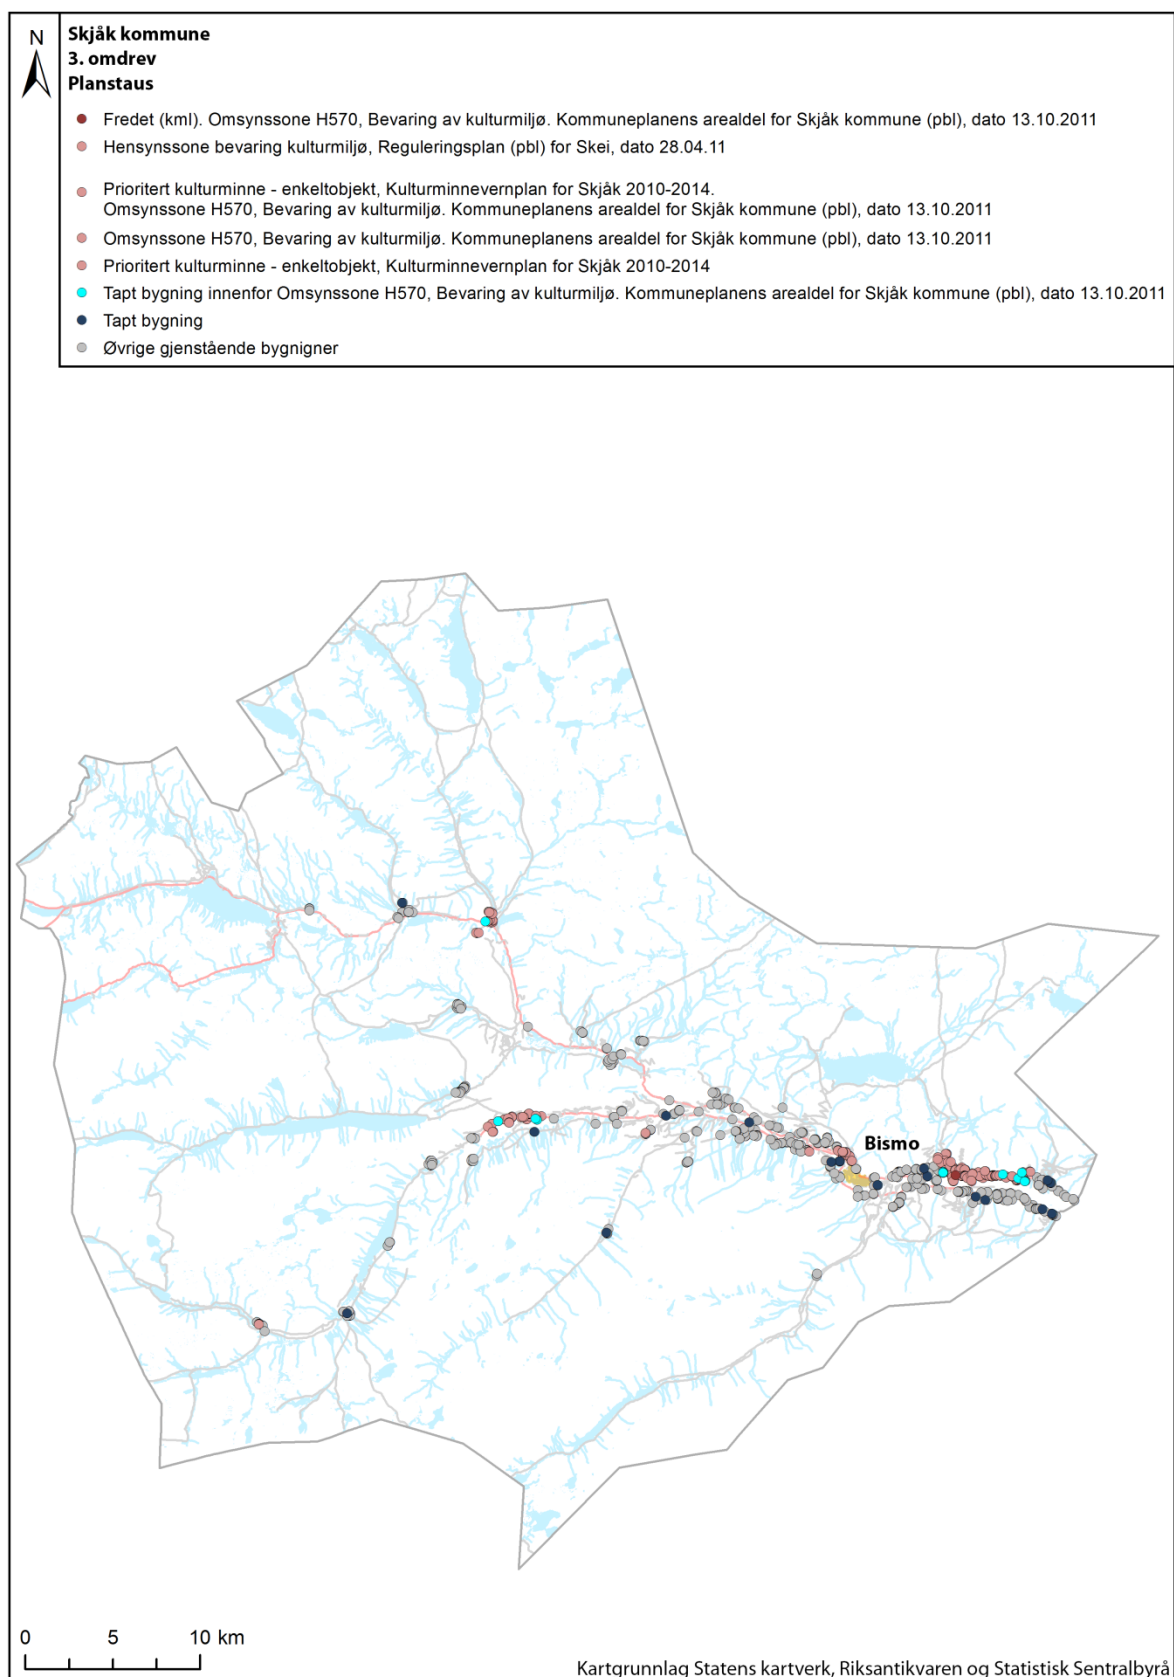 N
Skjåk kommune
3. omdrev
Planstaus
Fredet (kml). Omsynssone H570, Bevaring av kulturmiljø. Kommuneplanens arealdel for Skjåk kommune (pbl), dato 13.10.2011
Hensynssone bevaring kulturmiljø, Reguleringsplan (pbl) for Skei, dato 28.04.11
Prioritert kulturminne - enkeltobjekt, Kulturminnevernplan for Skjåk 2010-2014.
Omsynssone H570, Bevaring av kulturmiljø. Kommuneplanens arealdel for Skjåk kommune (pbl), dato 13.10.2011
Omsynssone H570, Bevaring av kulturmiljø. Kommuneplanens arealdel for Skjåk kommune (pbl), dato 13.10.2011
Prioritert kulturminne - enkeltobjekt, Kulturminnevernplan for Skjåk 2010-2014
Tapt bygning innenfor Omsynssone H570, Bevaring av kulturmiljø. Kommuneplanens arealdel for Skjåk kommune (pbl), dato 13.10.2011
Tapt bygning
Øvrige gjenstående bygnigner
Bismo
0 5 10 km
Kartgrunnlag Statens kartverk, Riksantikvaren og Statistisk Sentralbyrå